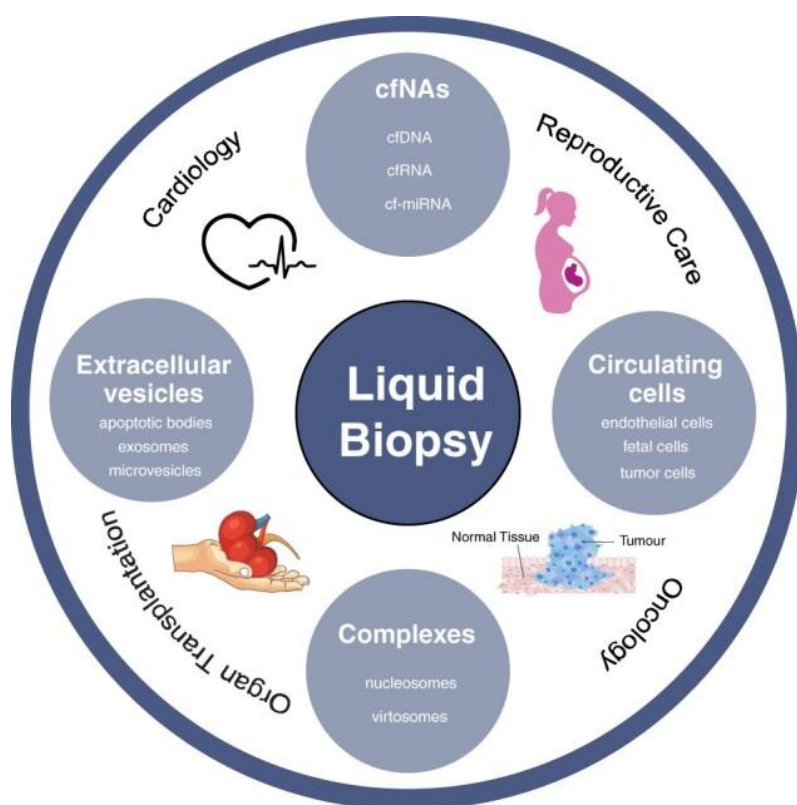 cfNAs
cfDNA
cfRNA
cf-miRNA
Cardiology
Reproductive Care
Extracellular
vesicles
apoptotic bodies
exosomes
microvesicles
Liquid
Biopsy
Circulating
cells
endothelial cells
fetal cells
tumor cells
Organ Transplantation
Normal Tissue
Tumour
Oncology
Complexes
nucleosomes
virtosomes